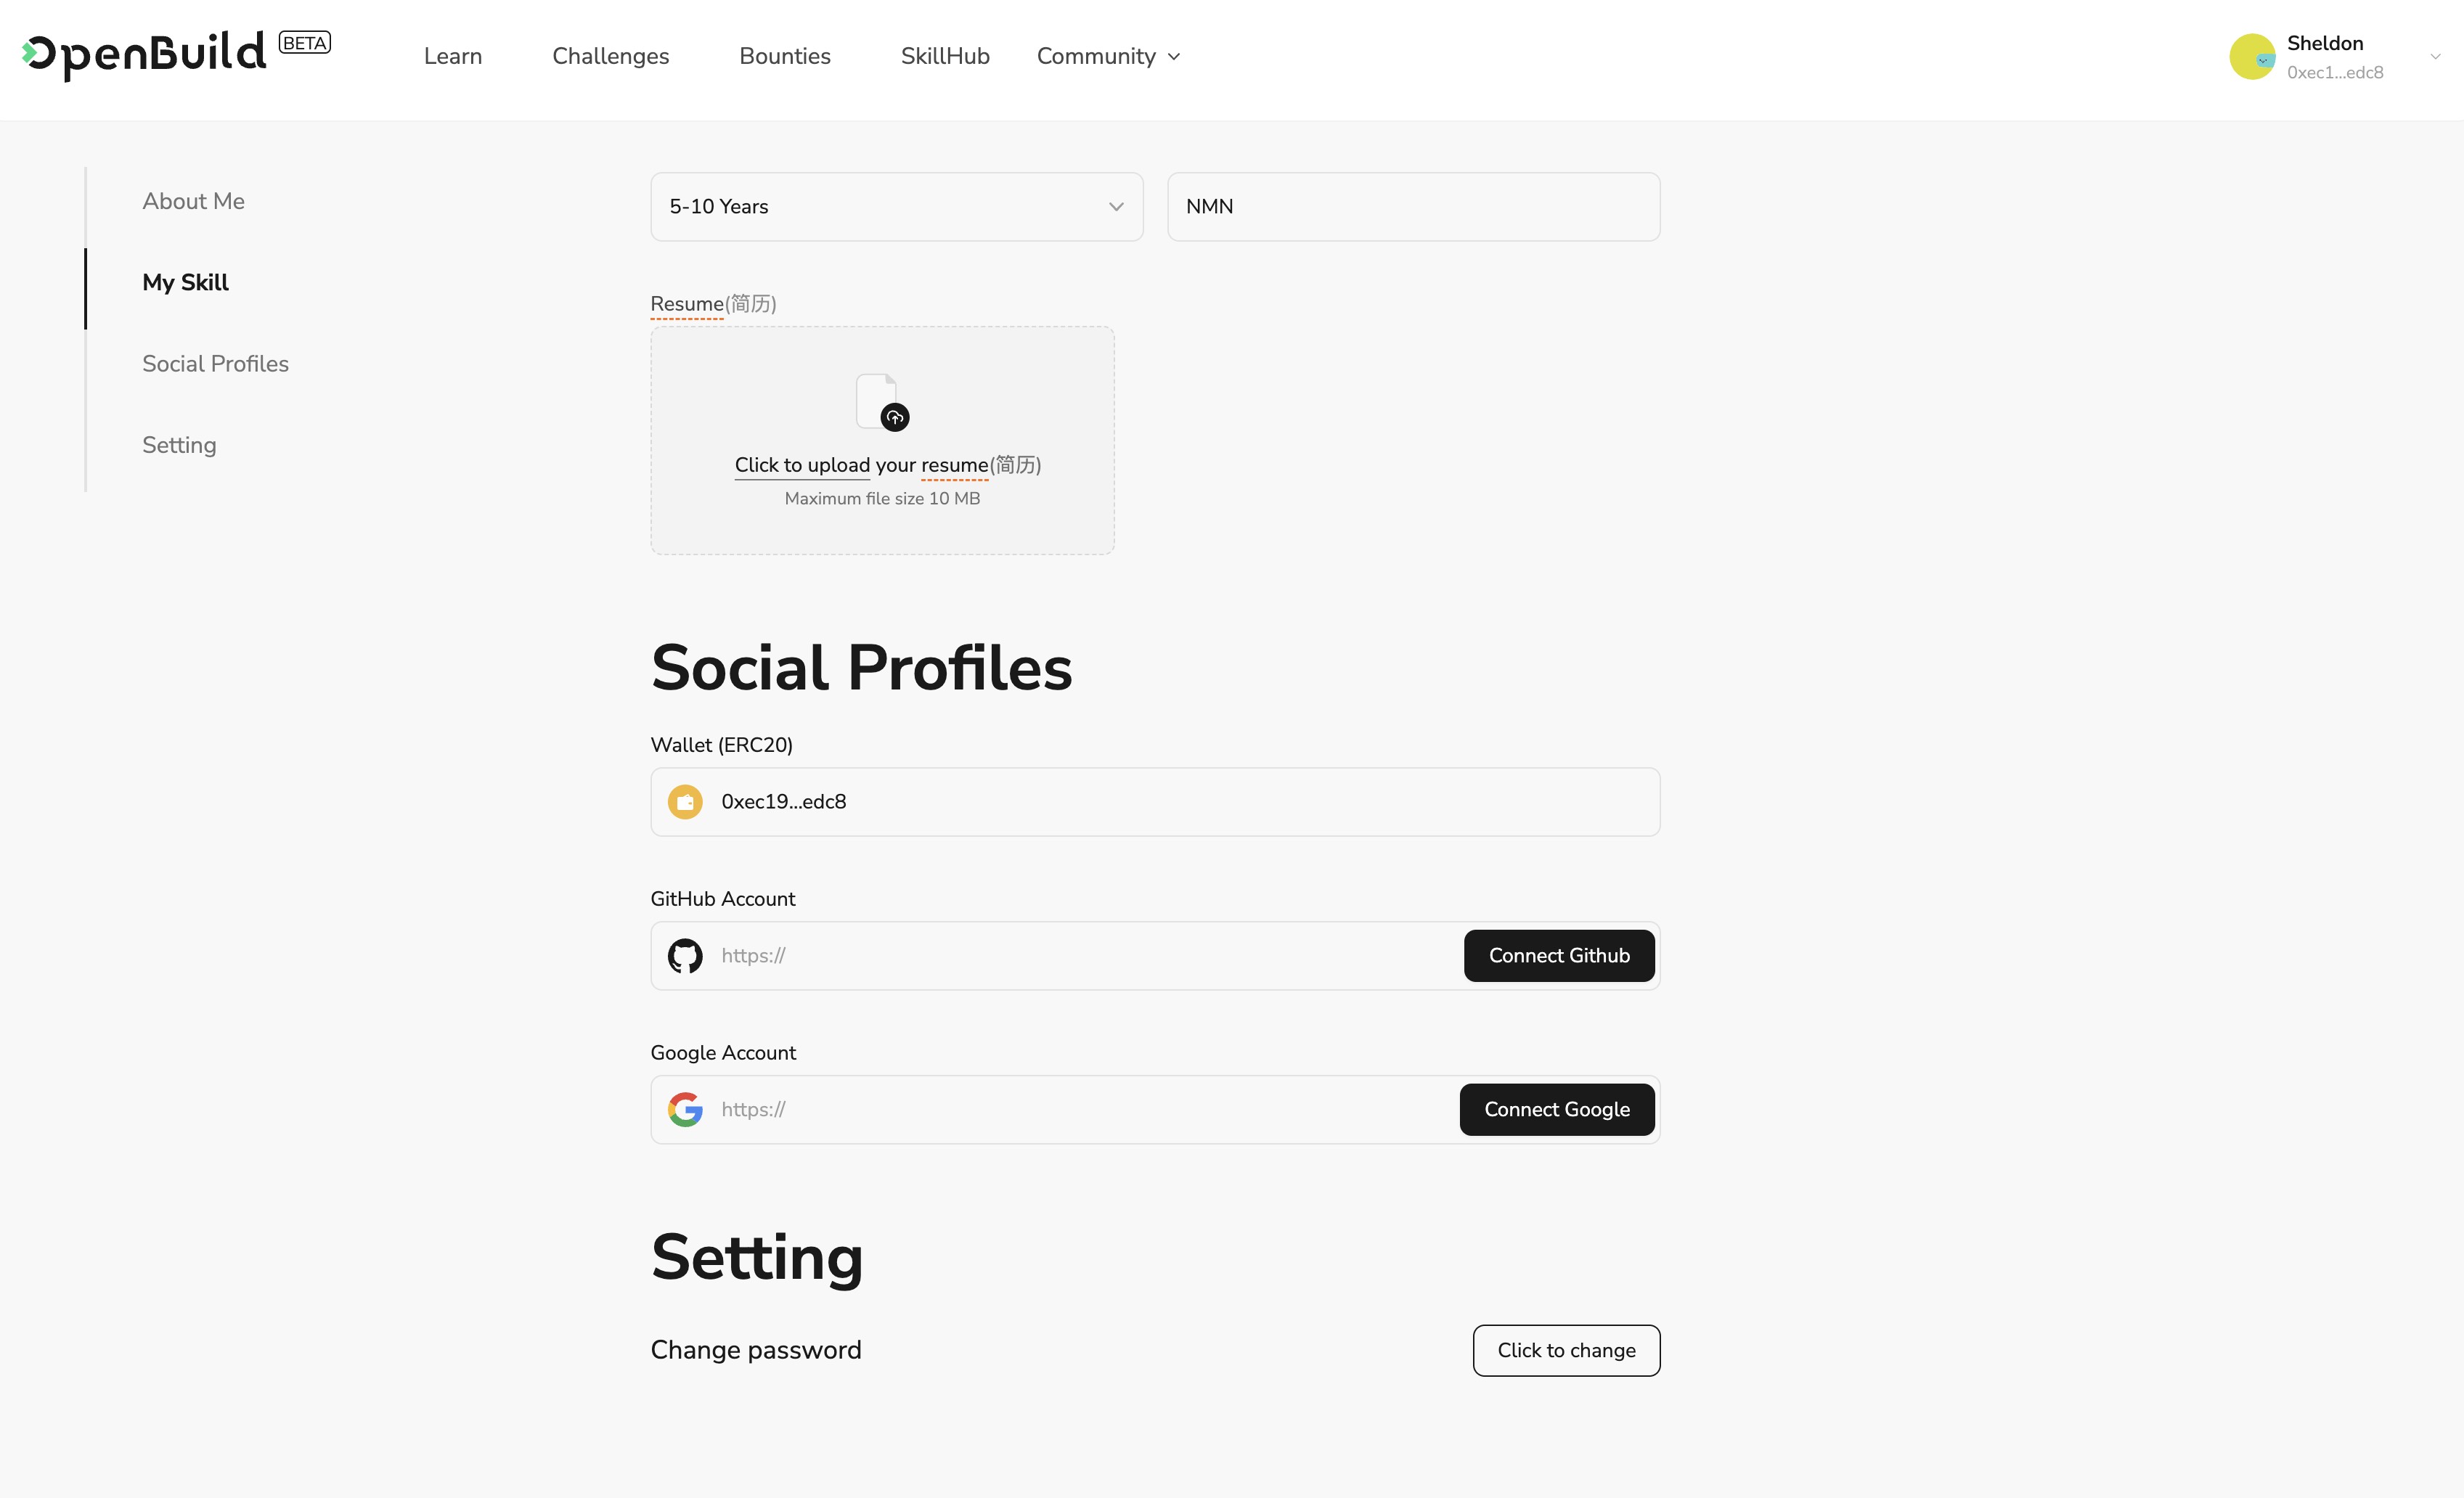 OpenBuild BETA
Learn Challenges Bounties SkillHub Community
Sheldon
0xec1...edc8
About Me
My Skill
Social Profiles
Setting
5-10 Years
NMN
Resume(简历)
Click to upload your resume(简历)
Maximum file size 10 MB
Social Profiles
Wallet (ERC20)
0xec19...edc8
GitHub Account
https://
Connect Github
Google Account
https://
Connect Google
Setting
Change password
Click to change